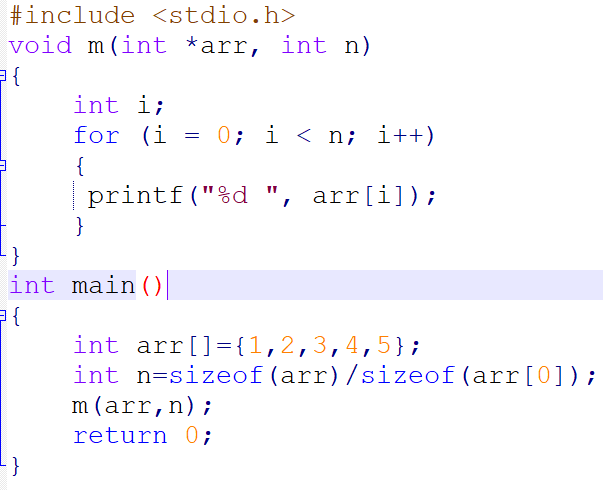 #include <stdio.h>
void m(int *arr, int n)
{
    int i;
    for (i = 0; i < n; i++)
    {
     printf("%d ", arr[i]);
    }
}
int main()
{
    int arr[]={1,2,3,4,5};
    int n=sizeof(arr)/sizeof(arr[0]);
    m(arr,n);
    return 0;
}